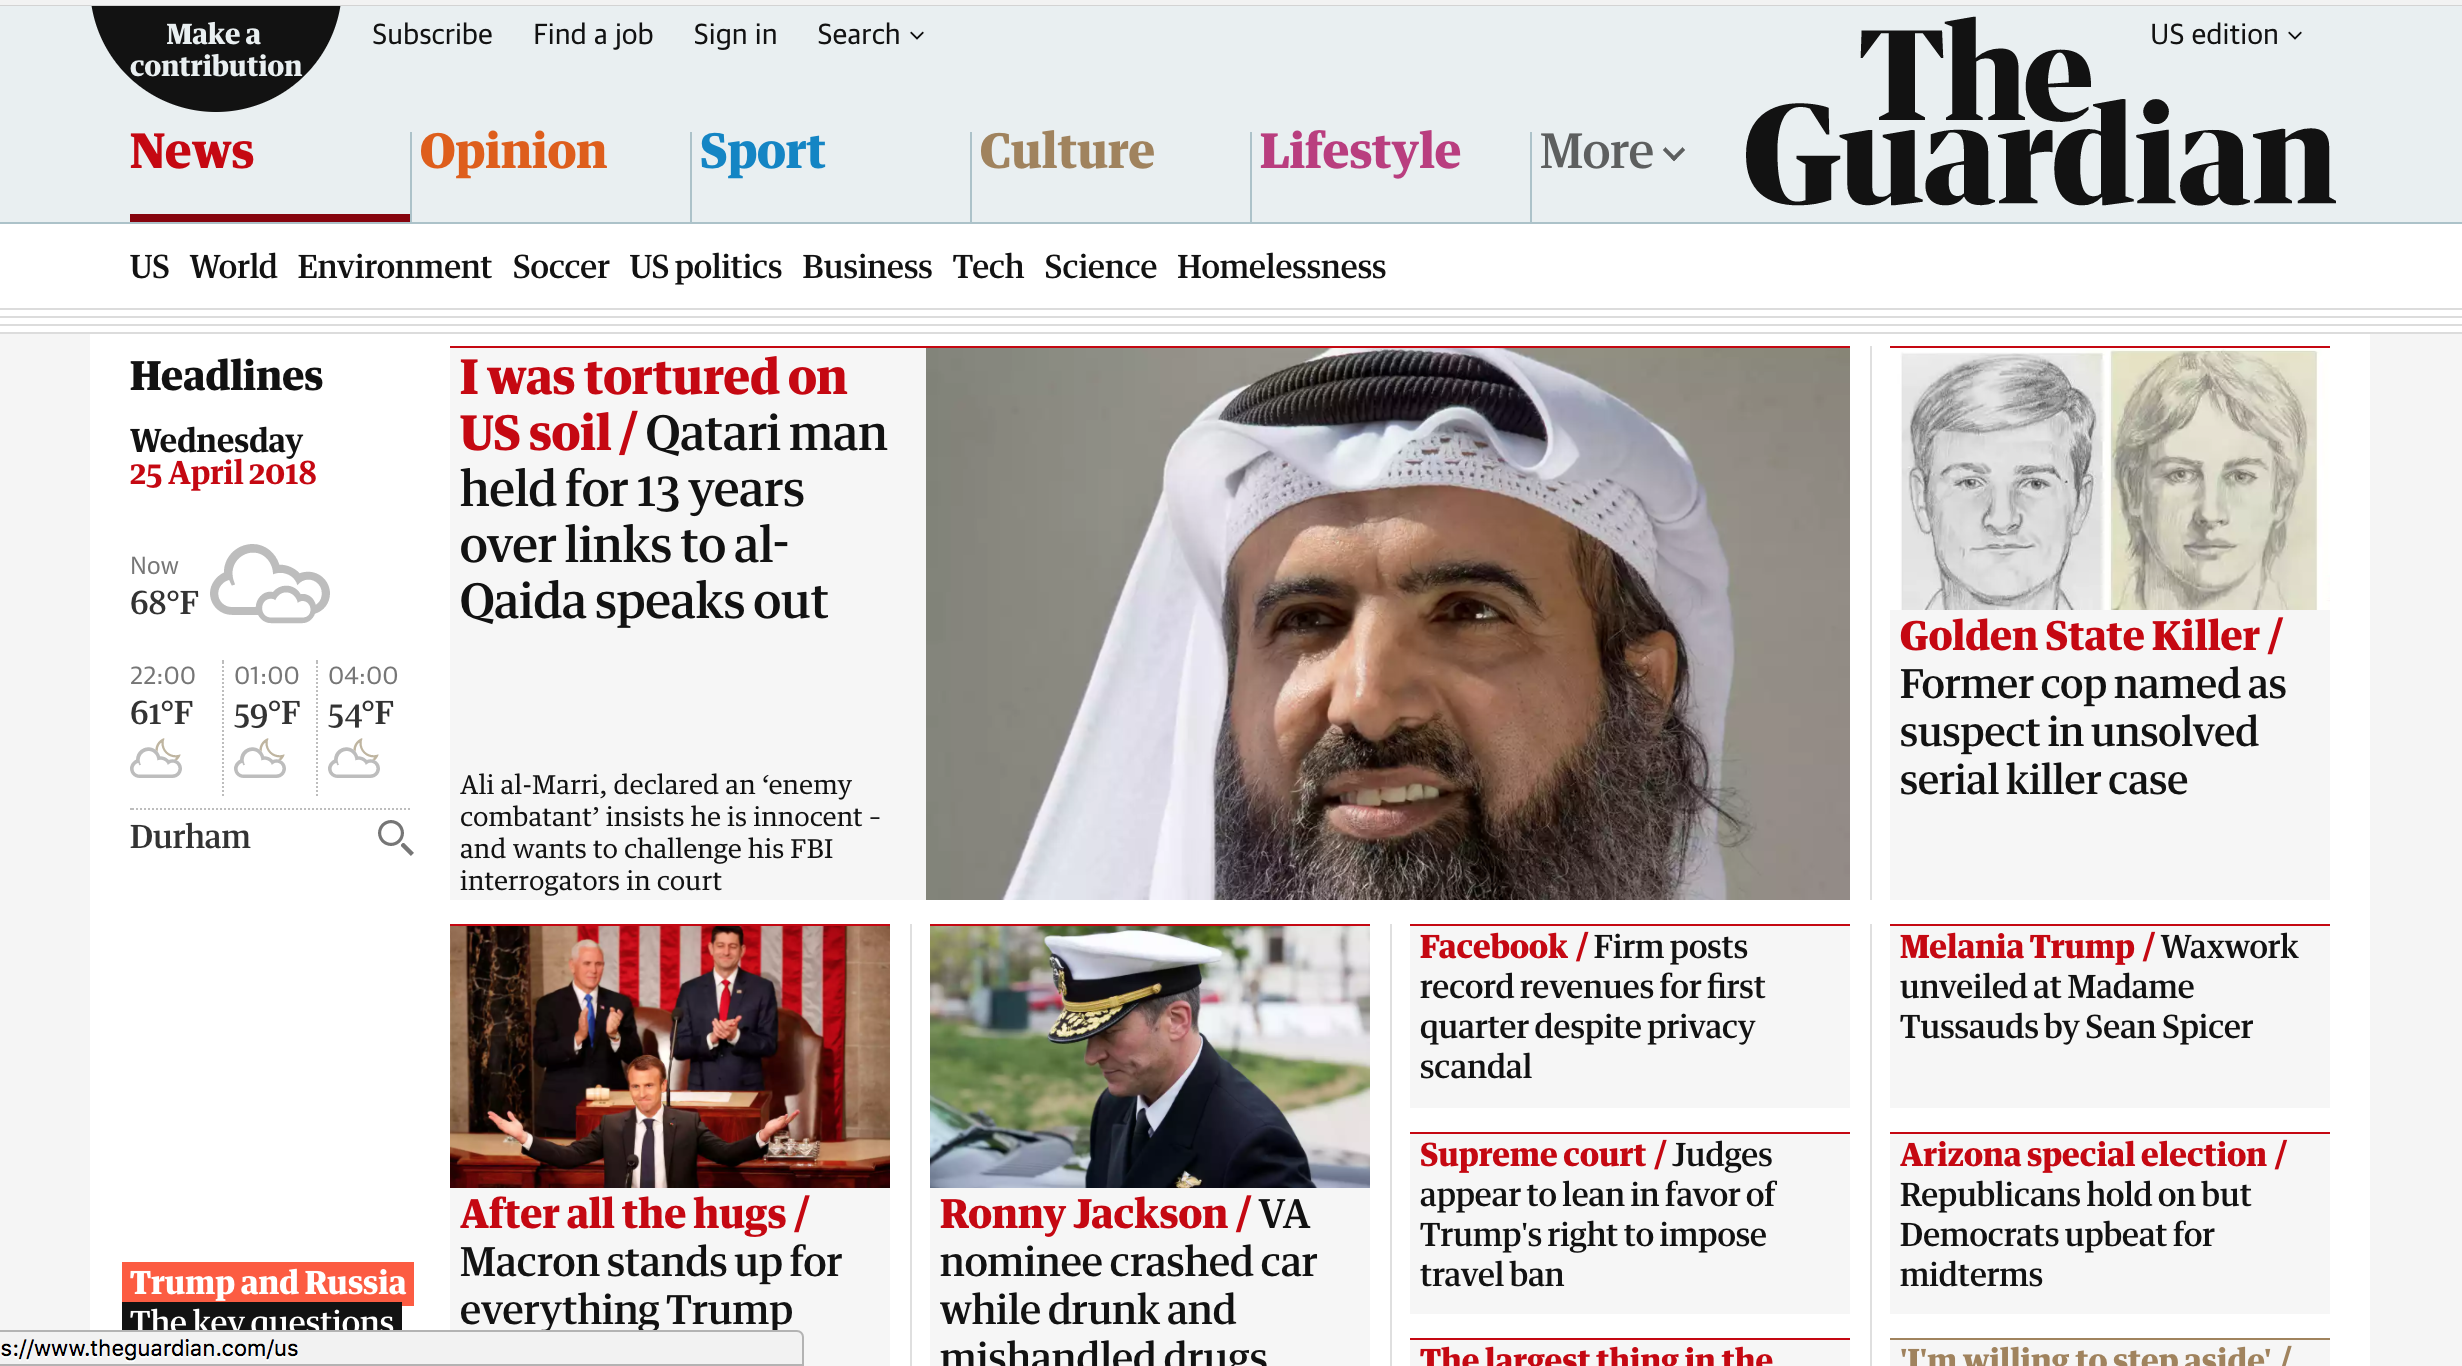 Make a
contribution
Subscribe Find a job Sign in Search
US edition
The
Guardian
News Opinion Sport Culture Lifestyle More
US World Environment Soccer US politics Business Tech Science Homelessness
Headlines
Wednesday
25 April 2018
Now
68°F
22:00 01:00 04:00
61°F 59°F 54°F
Durham
I was tortured on
US soil / Qatari man
held for 13 years
over links to al-
Qaida speaks out
Ali al-Marri, declared an ‘enemy
combatant’ insists he is innocent –
and wants to challenge his FBI
interrogators in court
Golden State Killer /
Former cop named as
suspect in unsolved
serial killer case
After all the hugs /
Macron stands up for
everything Trump
Ronny Jackson / VA
nominee crashed car
while drunk and
mishandled drugs
Facebook / Firm posts
record revenues for first
quarter despite privacy
scandal
Melania Trump / Waxwork
unveiled at Madame
Tussauds by Sean Spicer
Supreme court / Judges
appear to lean in favor of
Trump's right to impose
travel ban
Arizona special election /
Republicans hold on but
Democrats upbeat for
midterms
The largest thing in the
'I'm willing to step aside' /
Trump and Russia
The key questions
s://www.theguardian.com/us